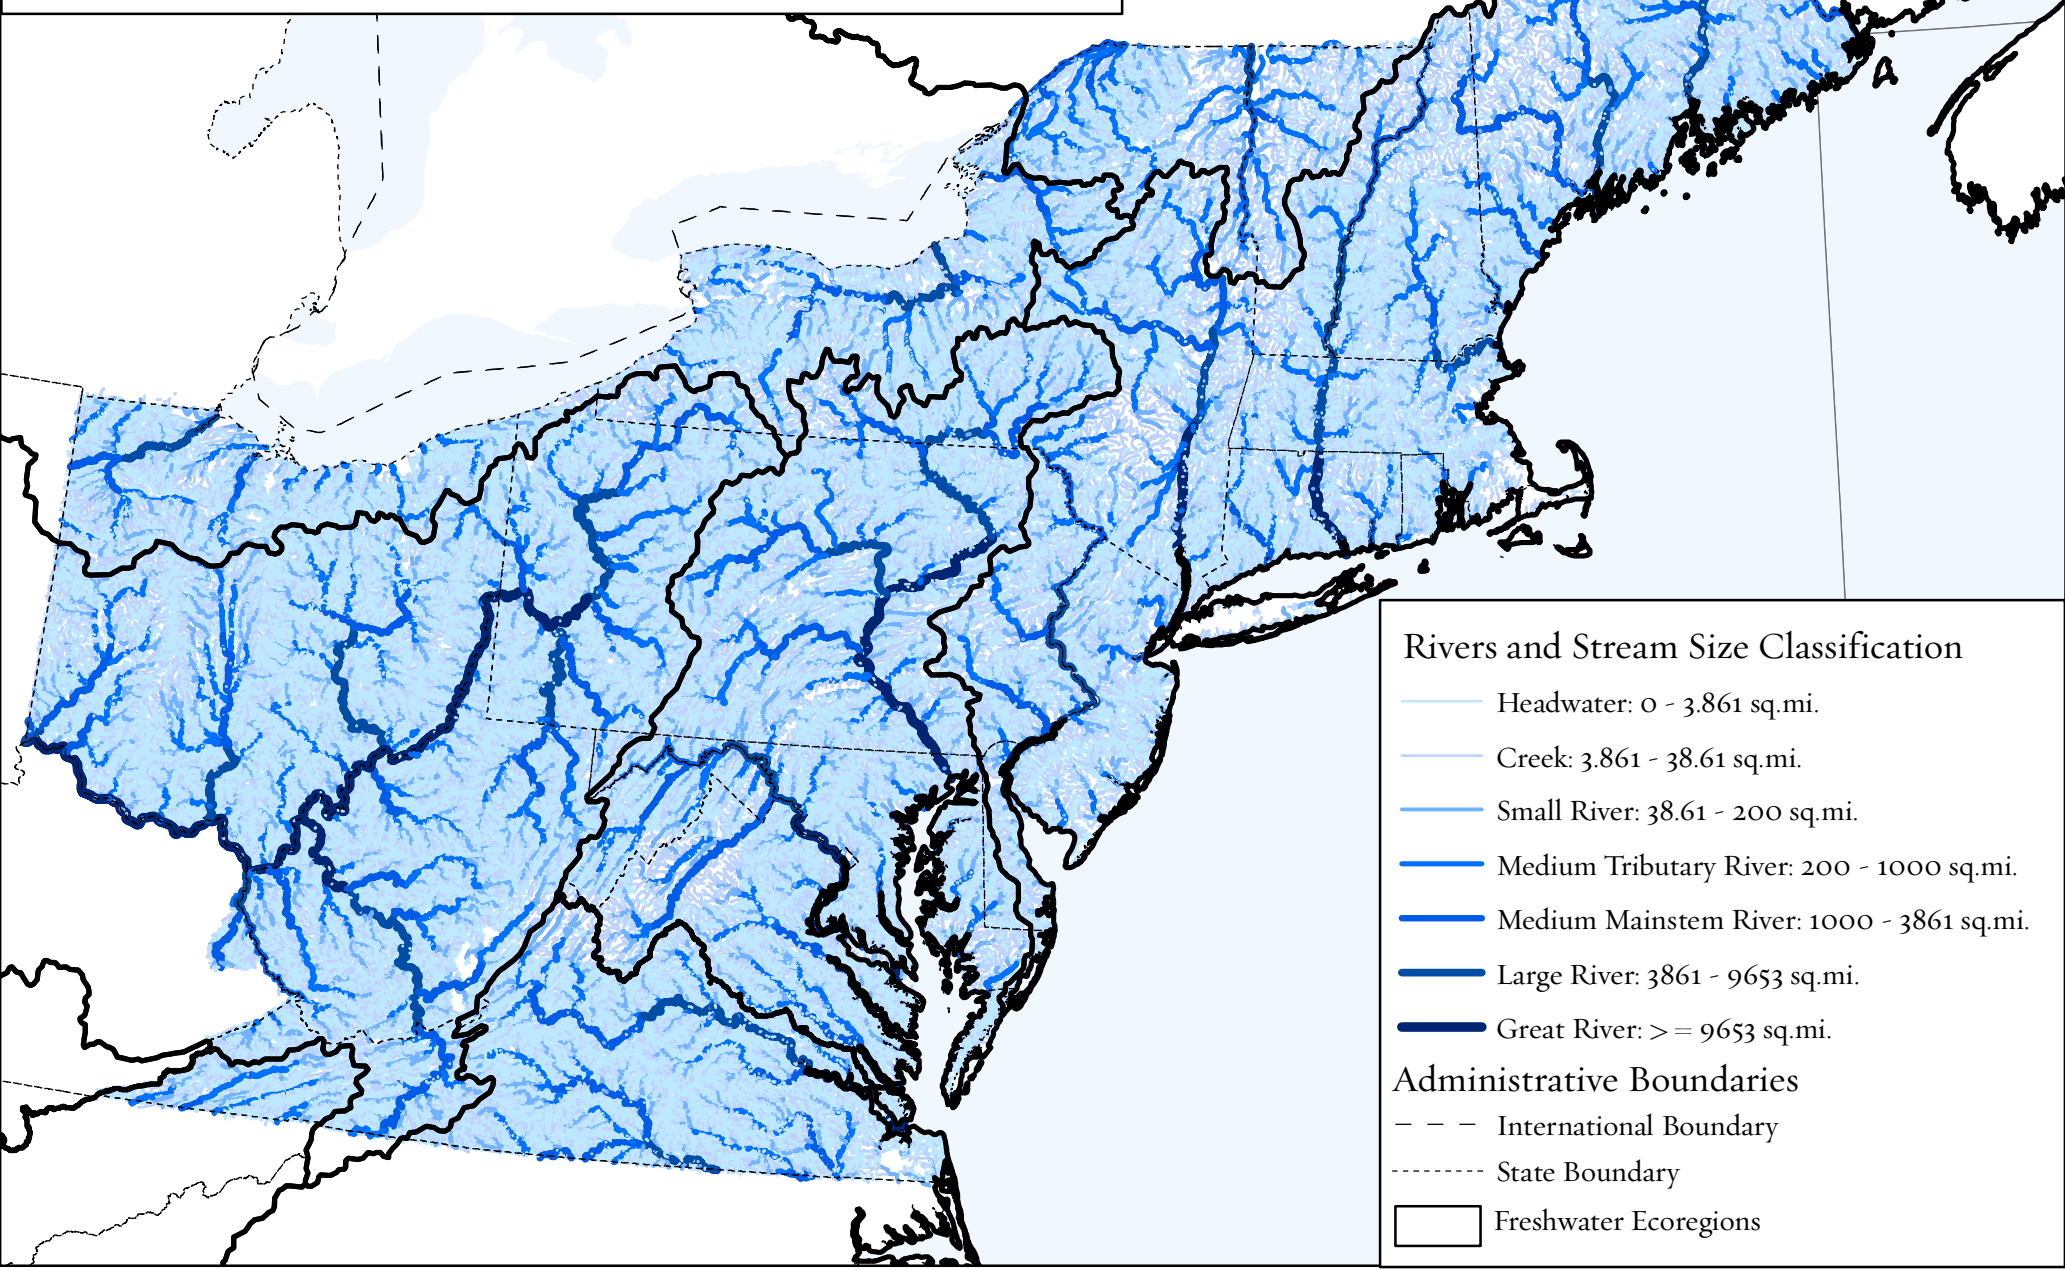 Rivers and Stream Size Classification
Headwater: 0 - 3.861 sq.mi.
Creek: 3.861 - 38.61 sq.mi.
Small River: 38.61 - 200 sq.mi.
Medium Tributary River: 200 - 1000 sq.mi.
Medium Mainstem River: 1000 - 3861 sq.mi.
Large River: 3861 - 9653 sq.mi.
Great River: > = 9653 sq.mi.
Administrative Boundaries
International Boundary
State Boundary
Freshwater Ecoregions